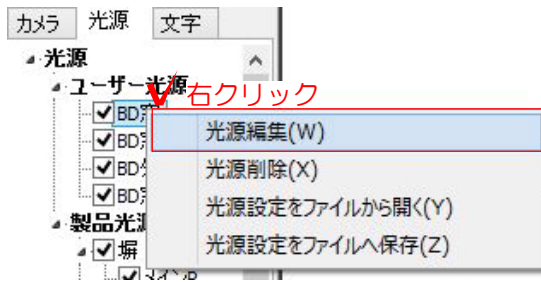 カメラ 光源 文字
光源
ユーザー光源
右クリック
BD
光源編集(W)
BD
光源削除(X)
BD
光源設定をファイルから開く(Y)
BD
製品光
光源設定をファイルへ保存(Z)
塀